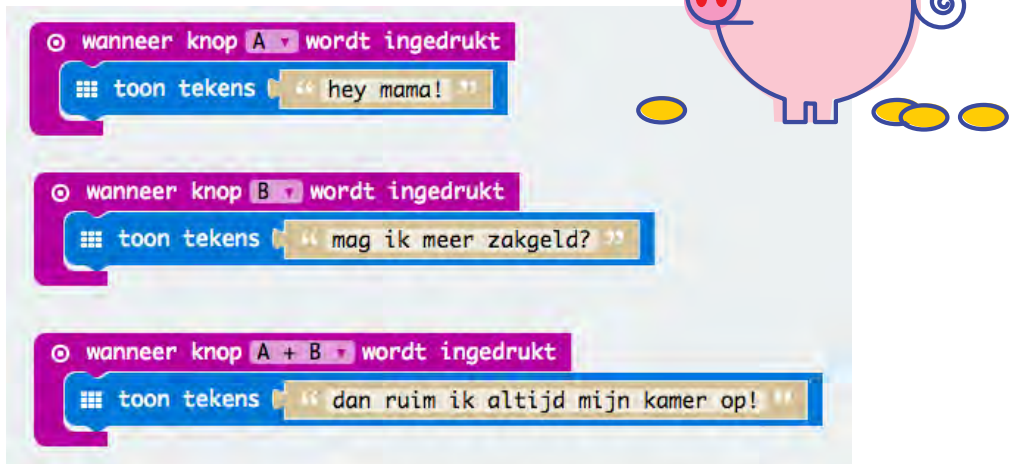 wanneer knop A wordt ingedrukt
toon tekens “ hey mama! ”
wanneer knop B wordt ingedrukt
toon tekens “ mag ik meer zakgeld? ”
wanneer knop A + B wordt ingedrukt
toon tekens “ dan ruim ik altijd mijn kamer op! ”